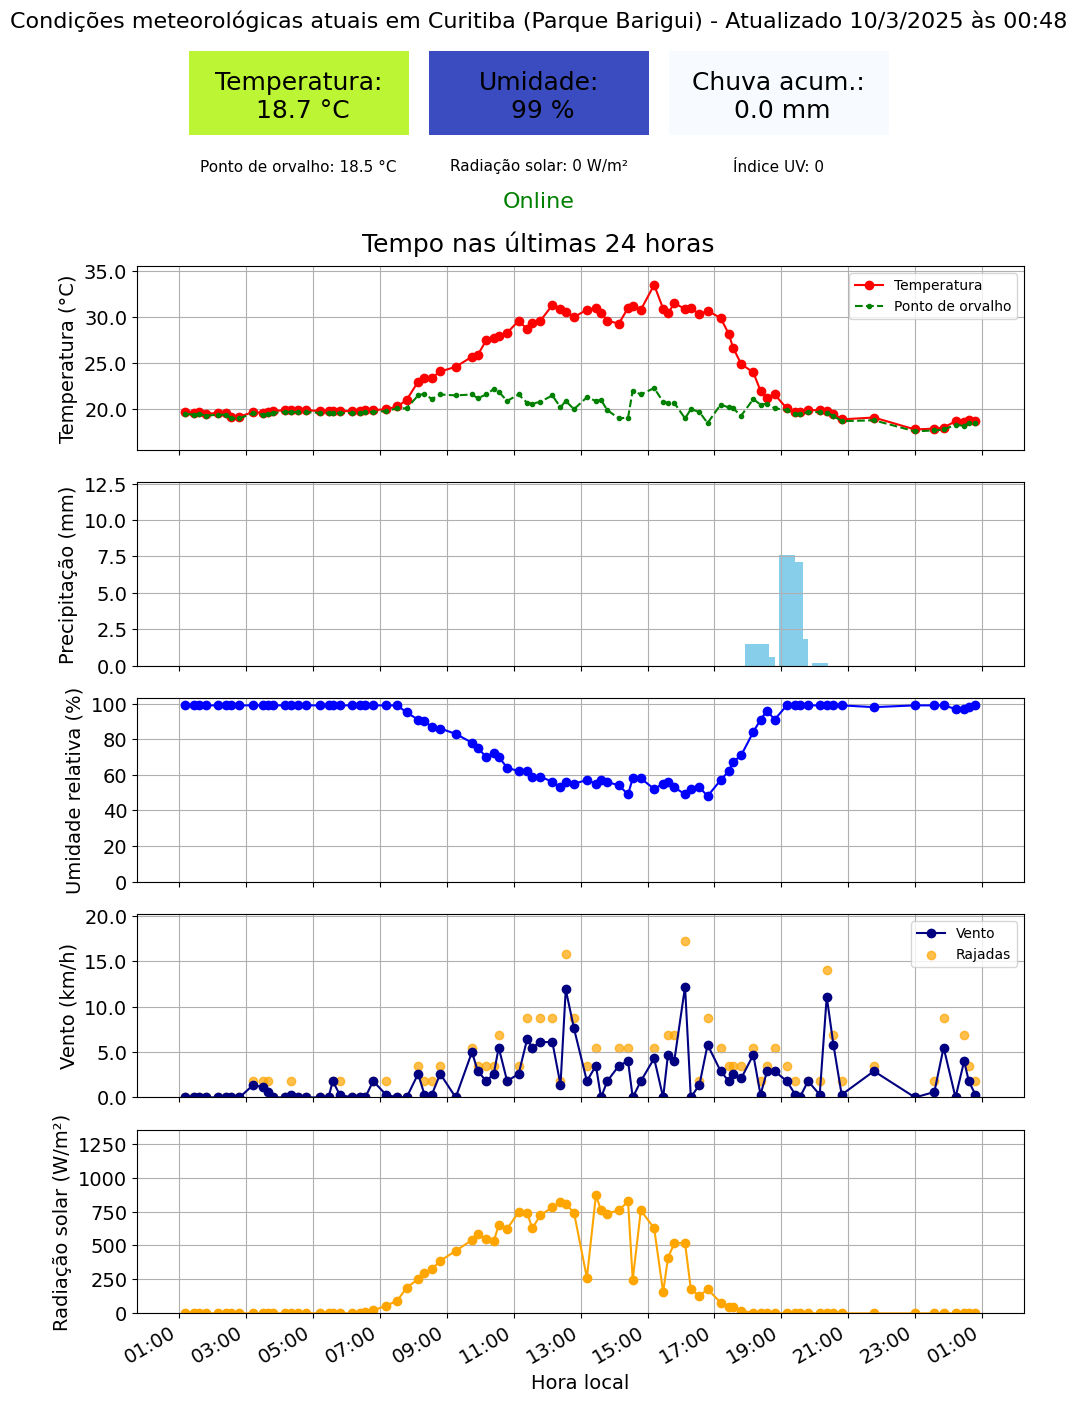 Condições meteorológicas atuais em Curitiba (Parque Barigui) - Atualizado 10/3/2025 às 00:48
Temperatura:
18.7 °C
Umidade:
99 %
Chuva acum.:
0.0 mm
Ponto de orvalho: 18.5 °C
Radiação solar: 0 W/m²
Índice UV: 0
Online
Tempo nas últimas 24 horas
Temperatura (°C)
35.0
30.0
25.0
20.0
Temperatura
Ponto de orvalho
Precipitação (mm)
12.5
10.0
7.5
5.0
2.5
0.0
Umidade relativa (%)
100
80
60
40
20
0
Vento (km/h)
20.0
15.0
10.0
5.0
0.0
Vento
Rajadas
Radiação solar (W/m²)
1250
1000
750
500
250
0
01:00 03:00 05:00 07:00 09:00 11:00 13:00 15:00 17:00 19:00 21:00 23:00 01:00
Hora local